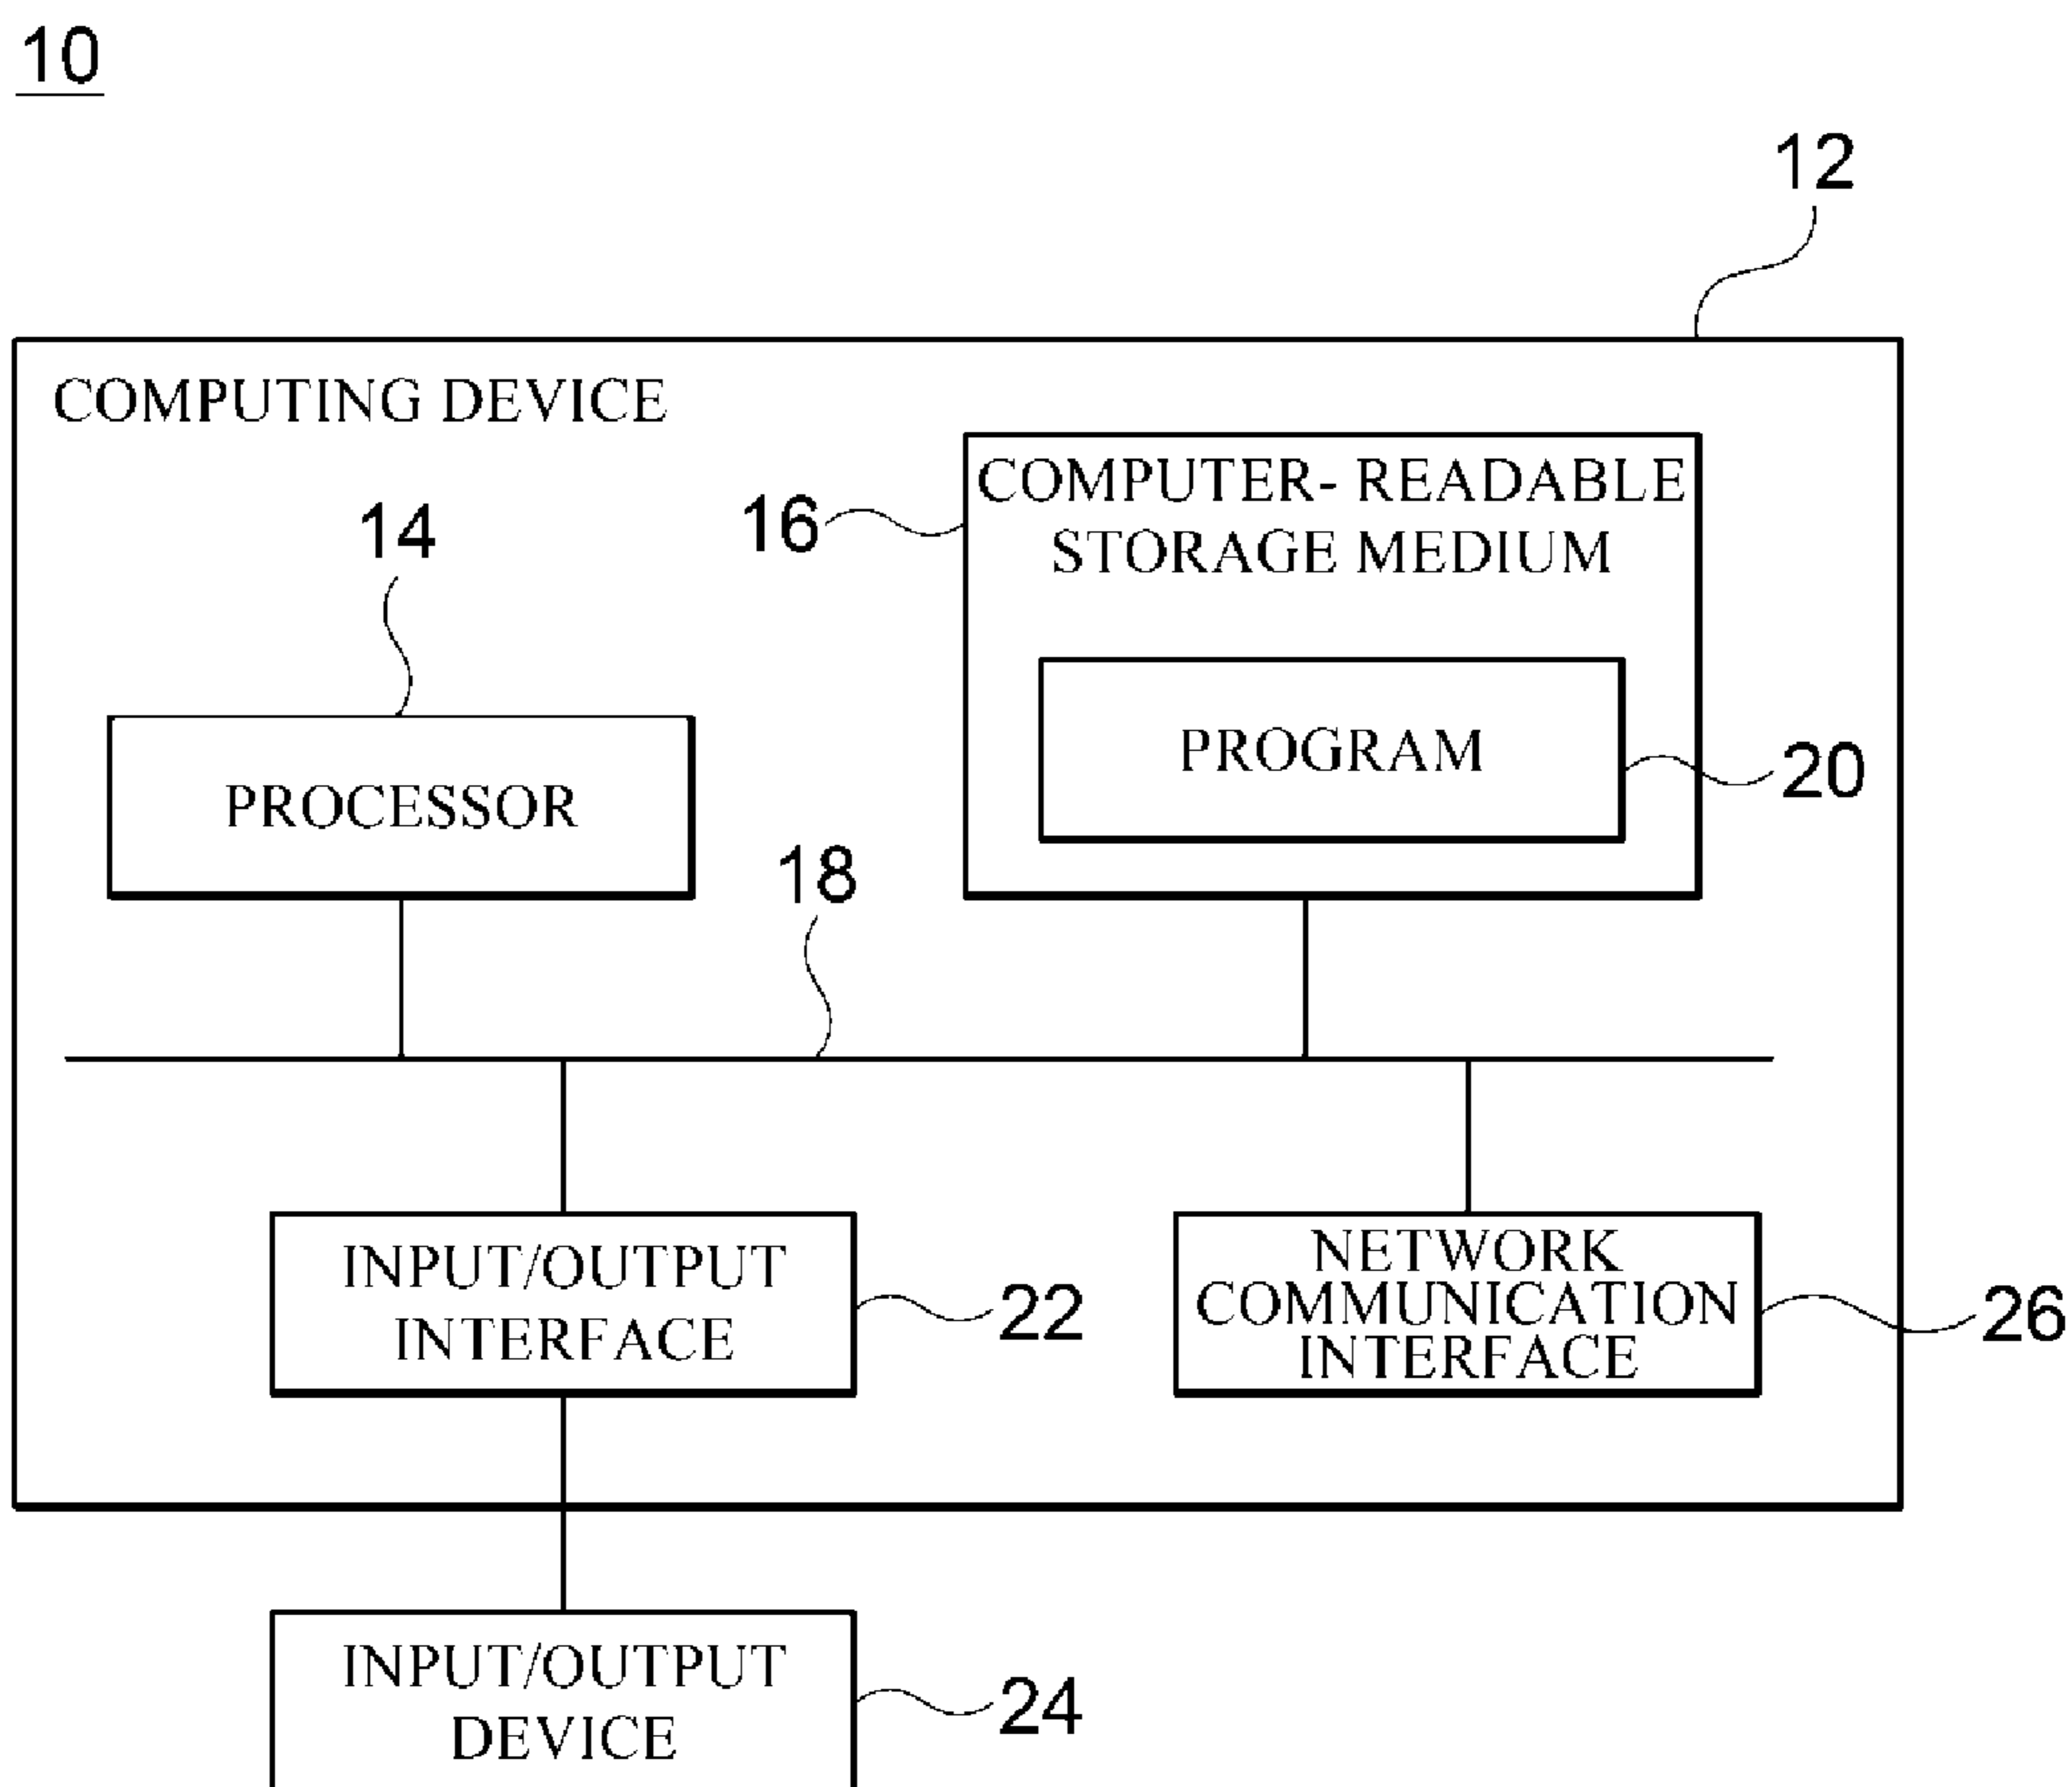 10
12
COMPUTING DEVICE
COMPUTER- READABLE
STORAGE MEDIUM
16
14
PROGRAM
20
PROCESSOR
18
INPUT/OUTPUT
INTERFACE
22
NETWORK
COMMUNICATION
INTERFACE
26
INPUT/OUTPUT
DEVICE
24